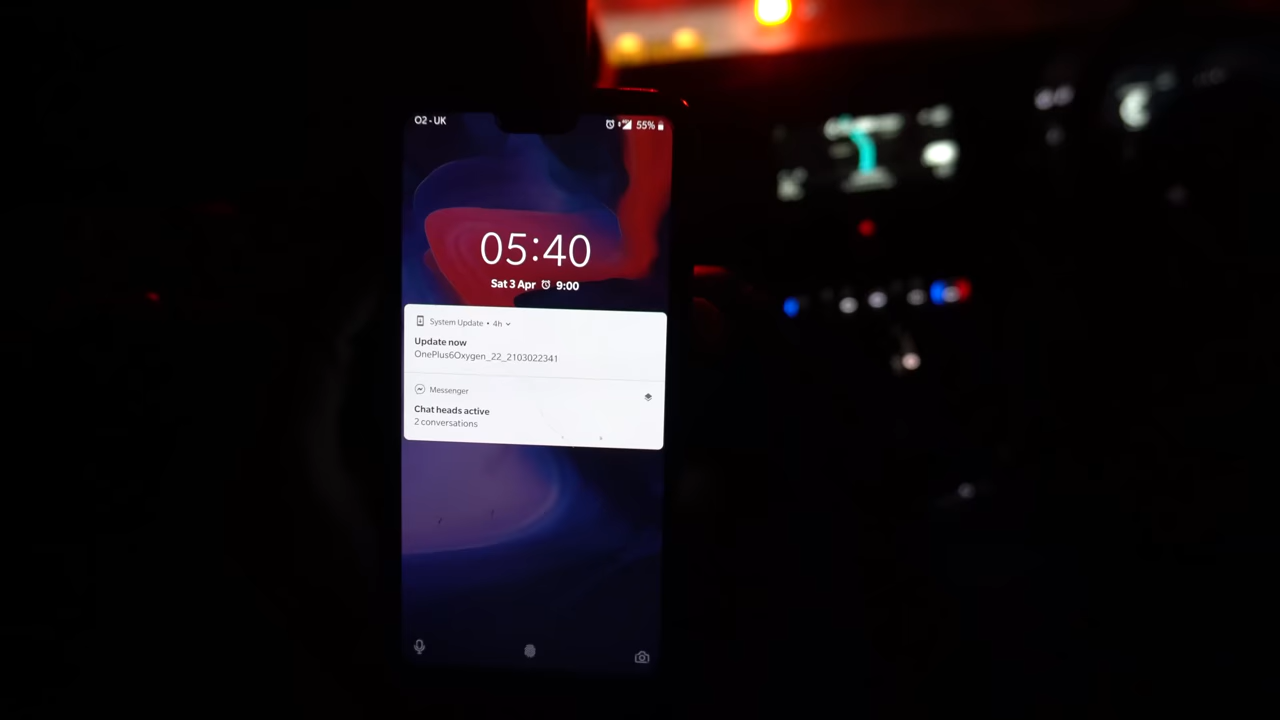 O2 - UK
55%
05:40
Sat 3 Apr 9:00
System Update • 4h
Update now
OnePlus6Oxygen_22_2103022341
Messenger
Chat heads active
2 conversations